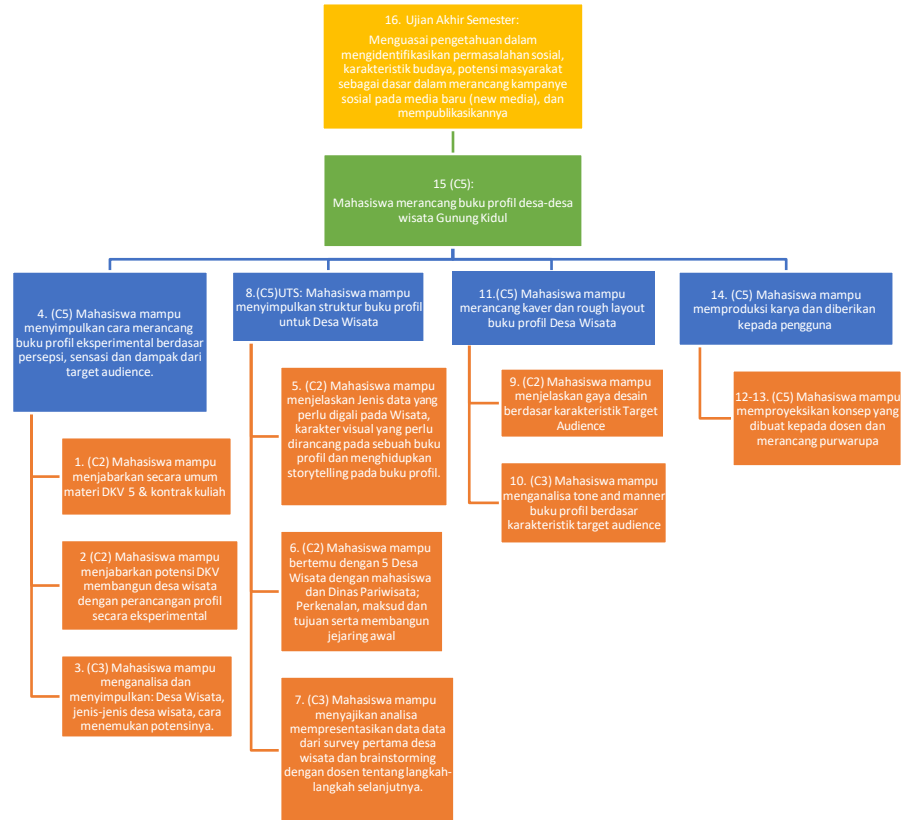 16. Ujian Akhir Semester:
Menguasai pengetahuan dalam
mengidentifikasikan permasalahan sosial,
karakteristik budaya, potensi masyarakat
sebagai dasar dalam merancang kampanye
sosial pada media baru (new media), dan
mempublikasikannya
15 (C5):
Mahasiswa merancang buku profil desa-desa
wisata Gunung Kidul
4. (C5) Mahasiswa mampu
menyimpulkan cara merancang
buku profil eksperimental berdasar
persepsi, sensasi dan dampak dari
target audience.
1. (C2) Mahasiswa mampu
menjabarkan secara umum
materi DKV 5 & kontrak kuliah
2 (C2) Mahasiswa mampu
menjabarkan potensi DKV
membangun desa wisata
dengan perancangan profil
secara eksperimental
3. (C3) Mahasiswa mampu
menganalisa dan
menyimpulkan: Desa Wisata,
jenis-jenis desa wisata, cara
menemukan potensinya.
8.(C5)UTS: Mahasiswa mampu
menyimpulkan struktur buku profil
untuk Desa Wisata
5. (C2) Mahasiswa mampu
menjelaskan Jenis data yang
perlu digali pada Wisata,
karakter visual yang perlu
dirancang pada sebuah buku
profil dan menghidupkan
storytelling pada buku profil.
6. (C2) Mahasiswa mampu
bertemu dengan 5 Desa
Wisata dengan mahasiswa
dan Dinas Pariwisata;
Perkenalan, maksud dan
tujuan serta membangun
jejaring awal
7. (C3) Mahasiswa mampu
menyajikan analisa
mempresentasikan data data
dari survey pertama desa
wisata dan brainstorming
dengan dosen tentang langkah-
langkah selanjutnya.
11.(C5) Mahasiswa mampu
merancang kaver dan rough layout
buku profil Desa Wisata
9. (C2) Mahasiswa mampu
menjelaskan gaya desain
berdasar karakteristik Target
Audience
10. (C3) Mahasiswa mampu
menganalisa tone and manner
buku profil berdasar
karakteristik target audience
14. (C5) Mahasiswa mampu
memproduksi karya dan diberikan
kepada pengguna
12-13. (C5) Mahasiswa mampu
memproyeksikan konsep yang
dibuat kepada dosen dan
merancang purwarupa